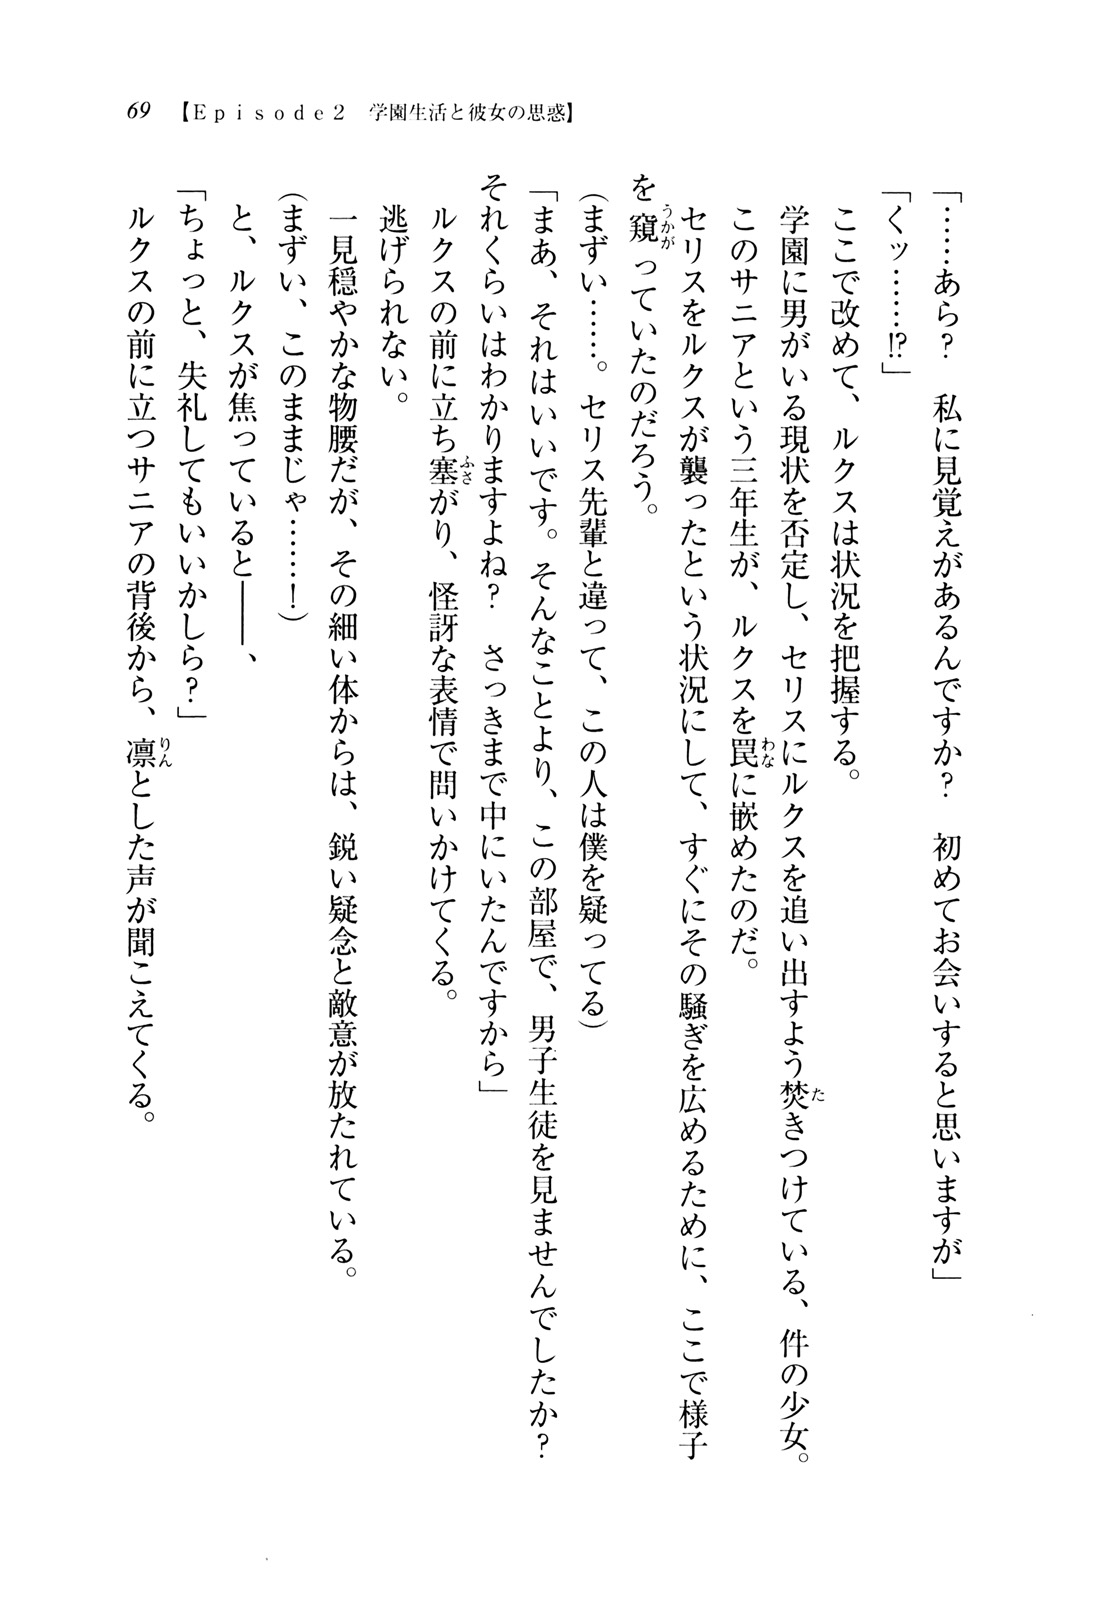 69 【Ｅｐｉｓｏｄｅ２　学園生活と彼女の思惑】
「……あら？　私に見覚えがあるんですか？　初めてお会いすると思いますが」
「くッ……!?」
　ここで改めて、ルクスは状況を把握する。
　学園に男がいる現状を否定し、セリスにルクスを追い出すよう焚きつけている、件の少女。
　このサニアという三年生が、ルクスを罠に嵌めたのだ。
　セリスをルクスが襲ったという状況にして、すぐにその騒ぎを広めるために、ここで様子
を窺っていたのだろう。
（まずい……。セリス先輩と違って、この人は僕を疑ってる）
「まあ、それはいいです。そんなことより、この部屋で、男子生徒を見ませんでしたか？
それくらいはわかりますよね？　さっきまで中にいたんですから」
　ルクスの前に立ち塞がり、怪訝な表情で問いかけてくる。
　逃げられない。
　一見穏やかな物腰だが、その細い体からは、鋭い疑念と敵意が放たれている。
（まずい、このままじゃ……！）
　と、ルクスが焦っていると――、
「ちょっと、失礼してもいいかしら？」
　ルクスの前に立つサニアの背後から、凛とした声が聞こえてくる。